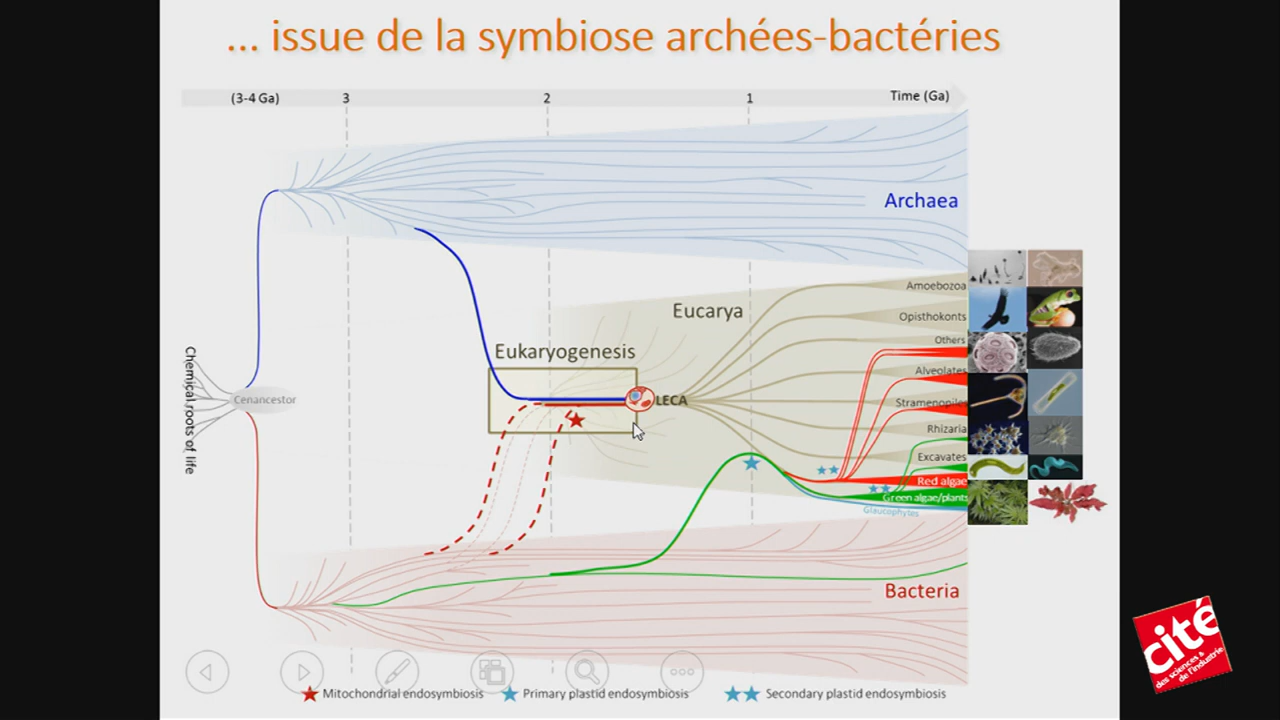 ... issue de la symbiose archées-bactéries
(3-4 Ga) 3 2 1 Time (Ga)
Archaea
Amoebozoa
Eucarya
Opisthokonts
Others
Eukaryogenesis
Alveolates
Chemical roots of life
Cenancestor
LECA
Stramenopiles
Rhizaria
Excavates
Red algae
Green algae/plants
Glaucophytes
Bacteria
cité
des sciences &
de l'industrie
Mitochondrial endosymbiosis Primary plastid endosymbiosis Secondary plastid endosymbiosis